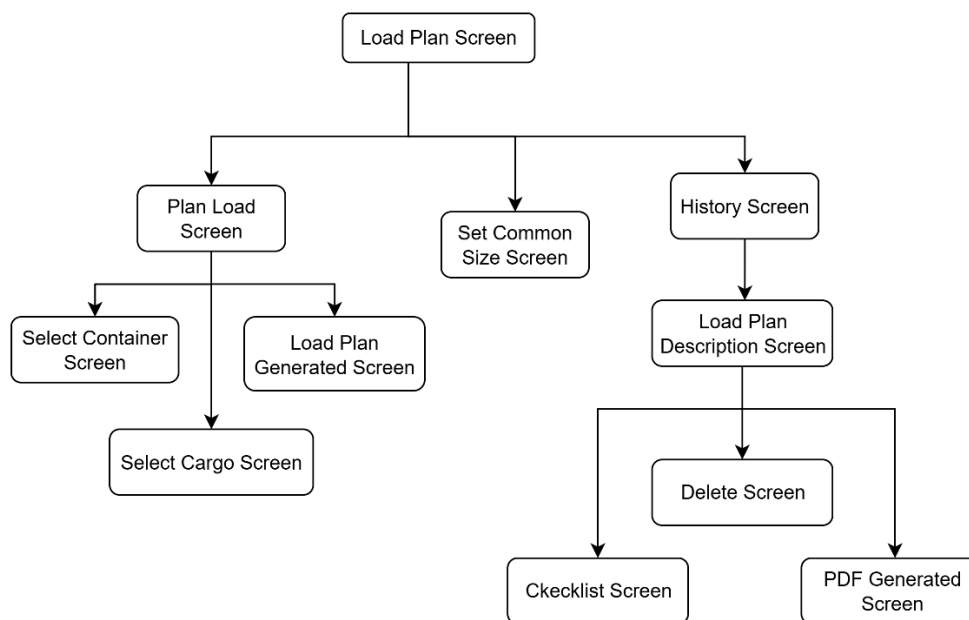 Load Plan Screen
Plan Load
Screen
Set Common
Size Screen
History Screen
Select Container
Screen
Load Plan
Generated Screen
Load Plan
Description Screen
Select Cargo Screen
Delete Screen
Ckecklist Screen
PDF Generated
Screen